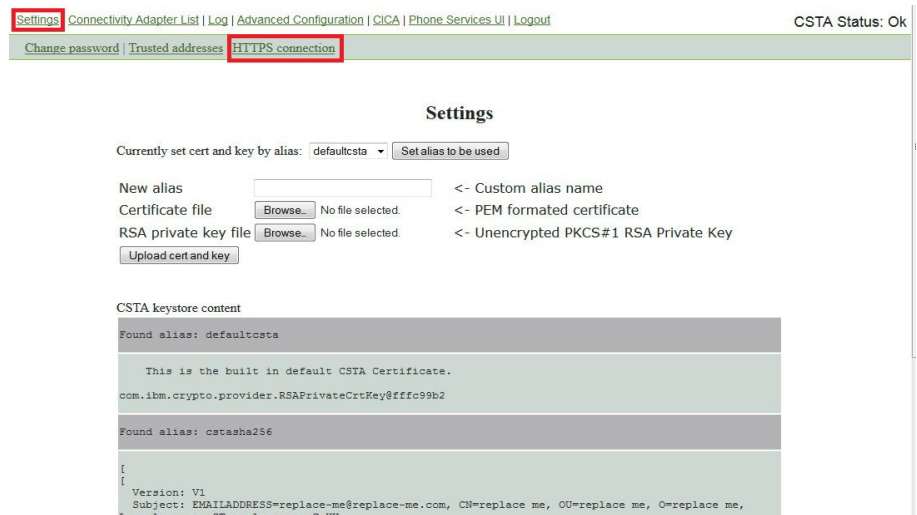 Settings Connectivity Adapter List | Log | Advanced Configuration | CICA | Phone Services UI | Logout
CSTA Status: Ok
Change password | Trusted addresses HTTPS connection
Settings
Currently set cert and key by alias: defaultcsta Set alias to be used
New alias <- Custom alias name
Certificate file Browse_ No file selected. <- PEM formated certificate
RSA private key file Browse_ No file selected. <- Unencrypted PKCS#1 RSA Private Key
Upload cert and key
CSTA keystore content
Found alias: defaultcsta
This is the built in default CSTA Certificate.
com.ibm.crypto.provider.RSAPrivateCrtKey@fffc99b2
Found alias: cstasha256
[
[
Version: V1
Subject: EMAILADDRESS=replace-me@replace-me.com, CN=replace me, OU=replace me, O=replace me,